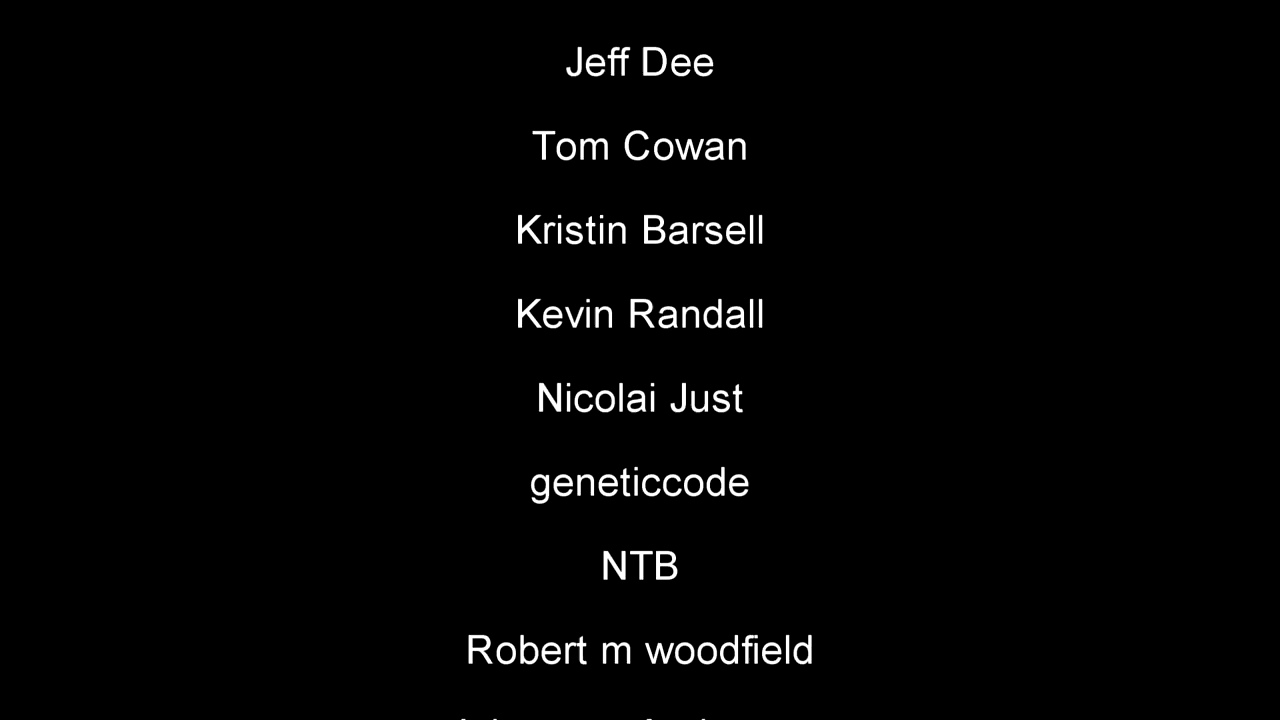 Jeff Dee
Tom Cowan
Kristin Barsell
Kevin Randall
Nicolai Just
geneticcode
NTB
Robert m woodfield